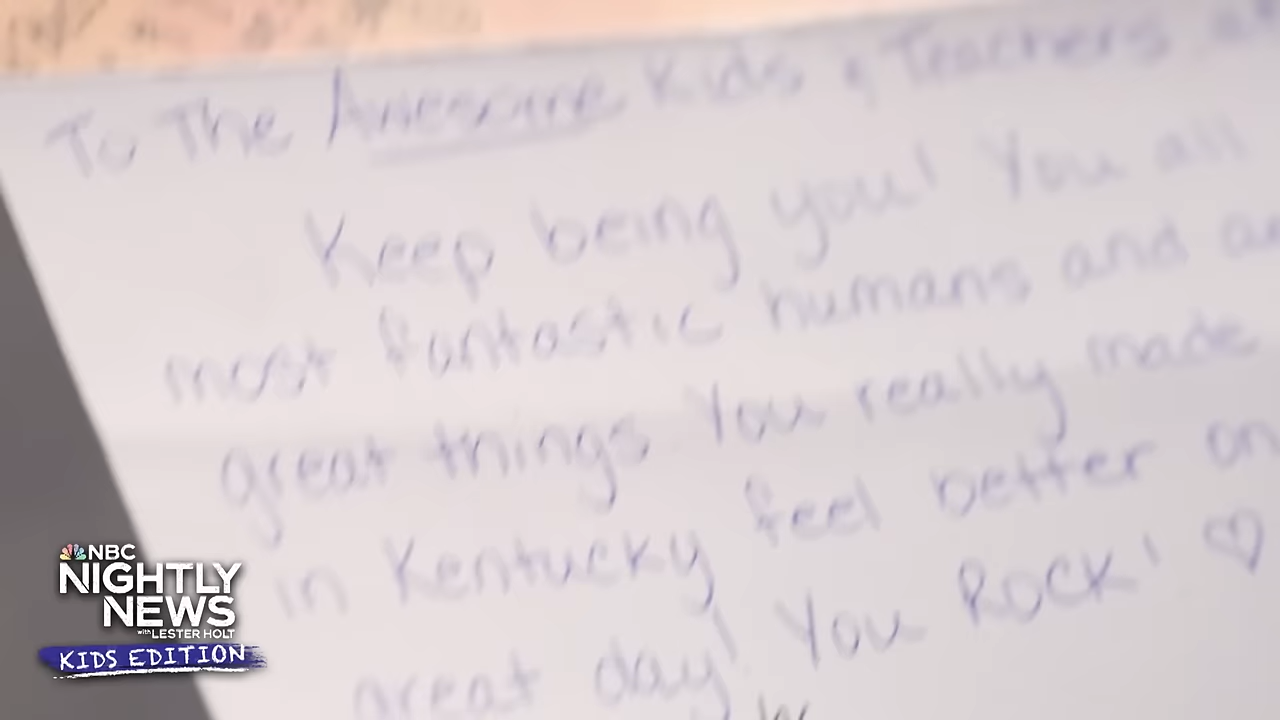 To The Awesome Kids & Teachers
Keep being you! You all
most fantastic humans and
great things. You really made
in Kentucky feel better
great day! You Rock! ♡
NBC
NIGHTLY
NEWS
with LESTER HOLT
KIDS EDITION